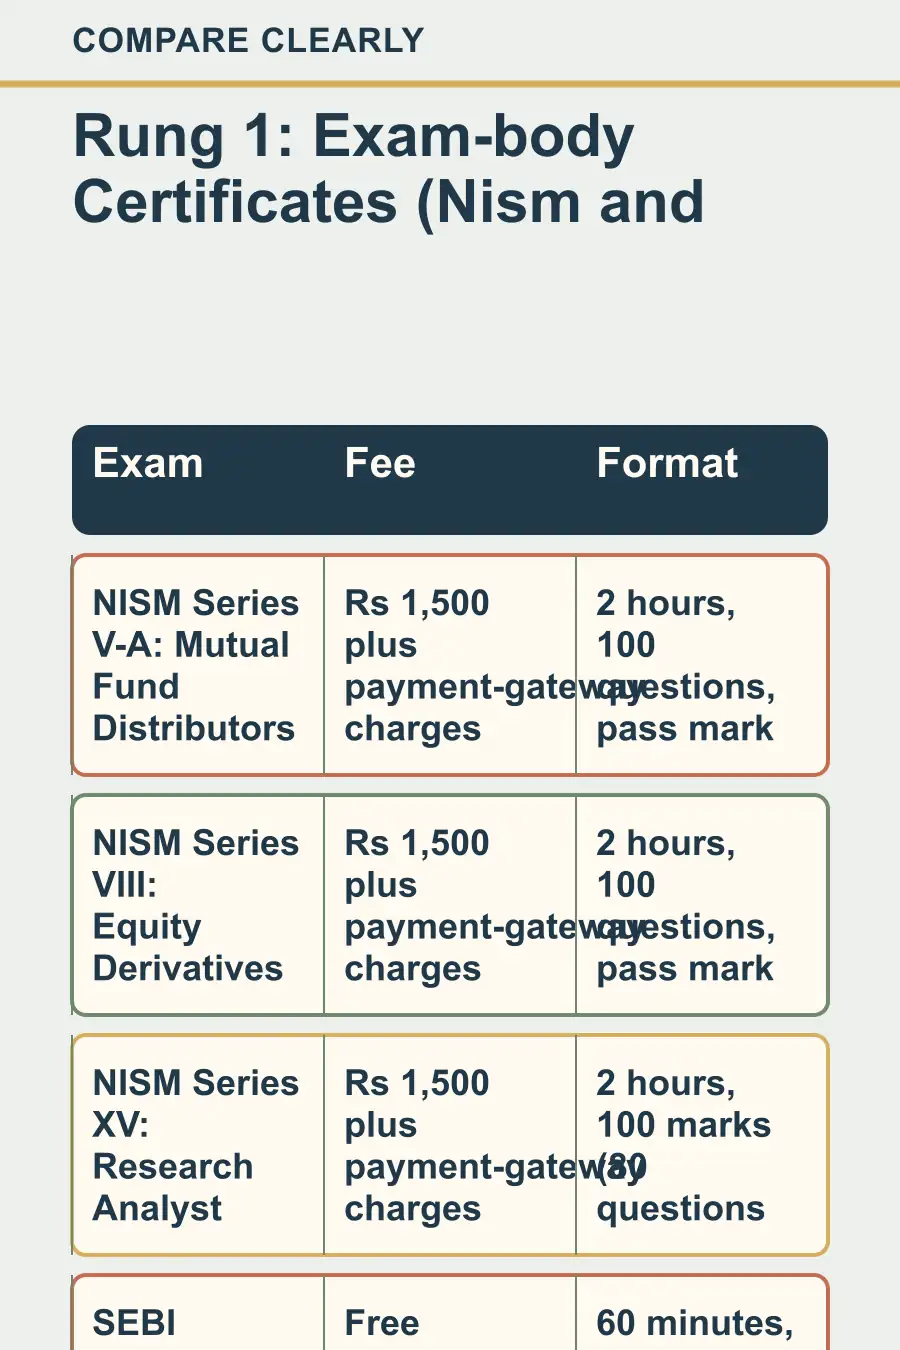 COMPARE CLEARLY
Rung 1: Exam-body
Certificates (Nism and
Exam Fee Format
NISM Series
V-A: Mutual
Fund
Distributors
Rs 1,500
plus
payment-gateway
charges
2 hours,
100
questions,
pass mark
NISM Series
VIII:
Equity
Derivatives
Rs 1,500
plus
payment-gateway
charges
2 hours,
100
questions,
pass mark
NISM Series
XV:
Research
Analyst
Rs 1,500
plus
payment-gateway
charges
2 hours,
100 marks
(80
questions
SEBI
Free
60 minutes,